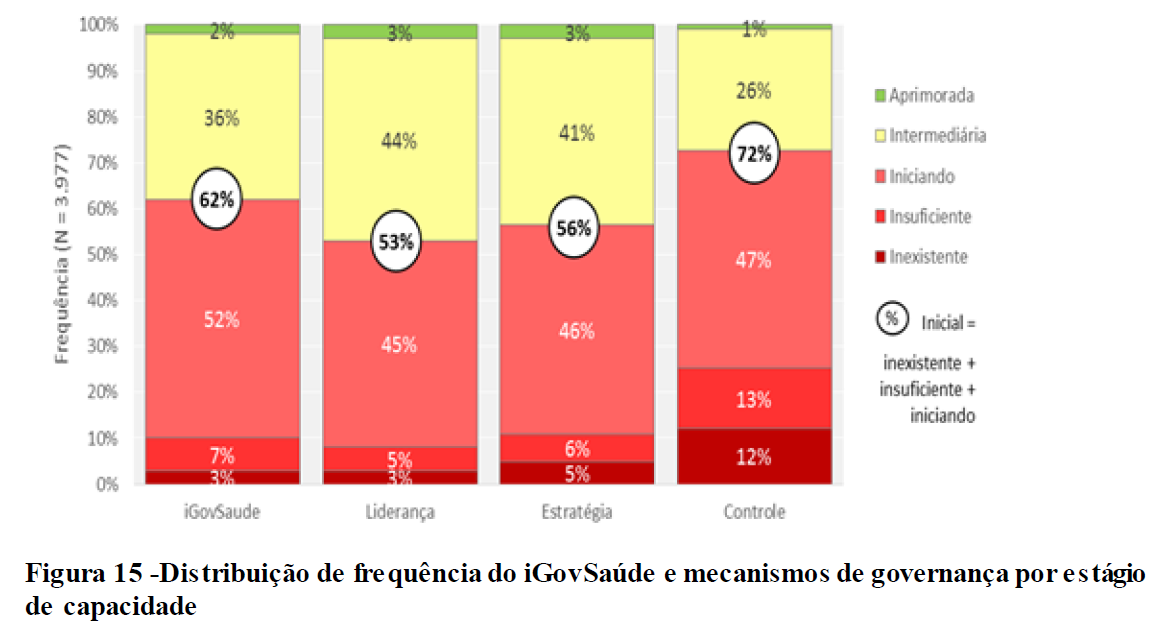 Frequência (N = 3.977)
100%
90%
80%
70%
60%
50%
40%
30%
20%
10%
0%
2%
36%
62%
52%
7%
3%
3%
44%
53%
45%
5%
3%
3%
41%
56%
46%
6%
5%
1%
26%
72%
47%
13%
12%
iGovSaude
Liderança
Estratégia
Controle
Aprimorada
Intermediária
Iniciando
Insuficiente
Inexistente
% Inicial =
inexistente +
insuficiente +
iniciando
Figura 15 -Distribuição de frequência do iGovSaúde e mecanismos de governança por estágio
de capacidade